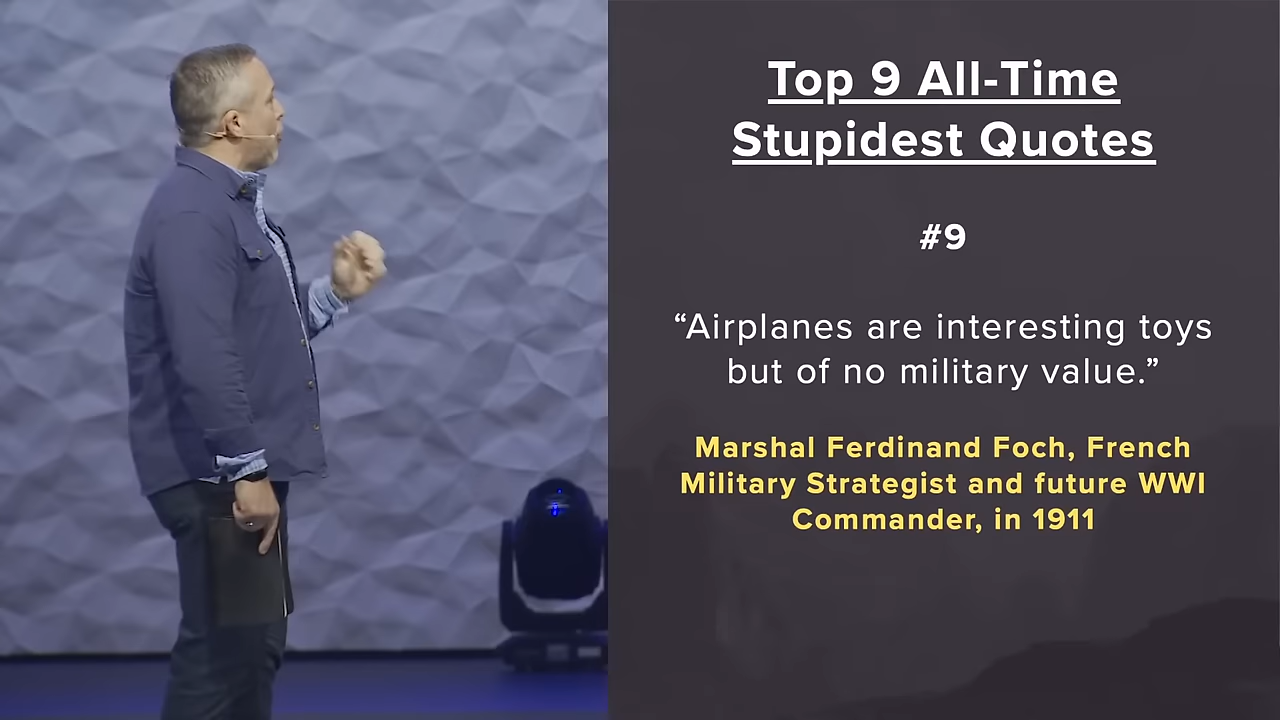 Top 9 All-Time
Stupidest Quotes
#9
“Airplanes are interesting toys
but of no military value.”
Marshal Ferdinand Foch, French
Military Strategist and future WWI
Commander, in 1911